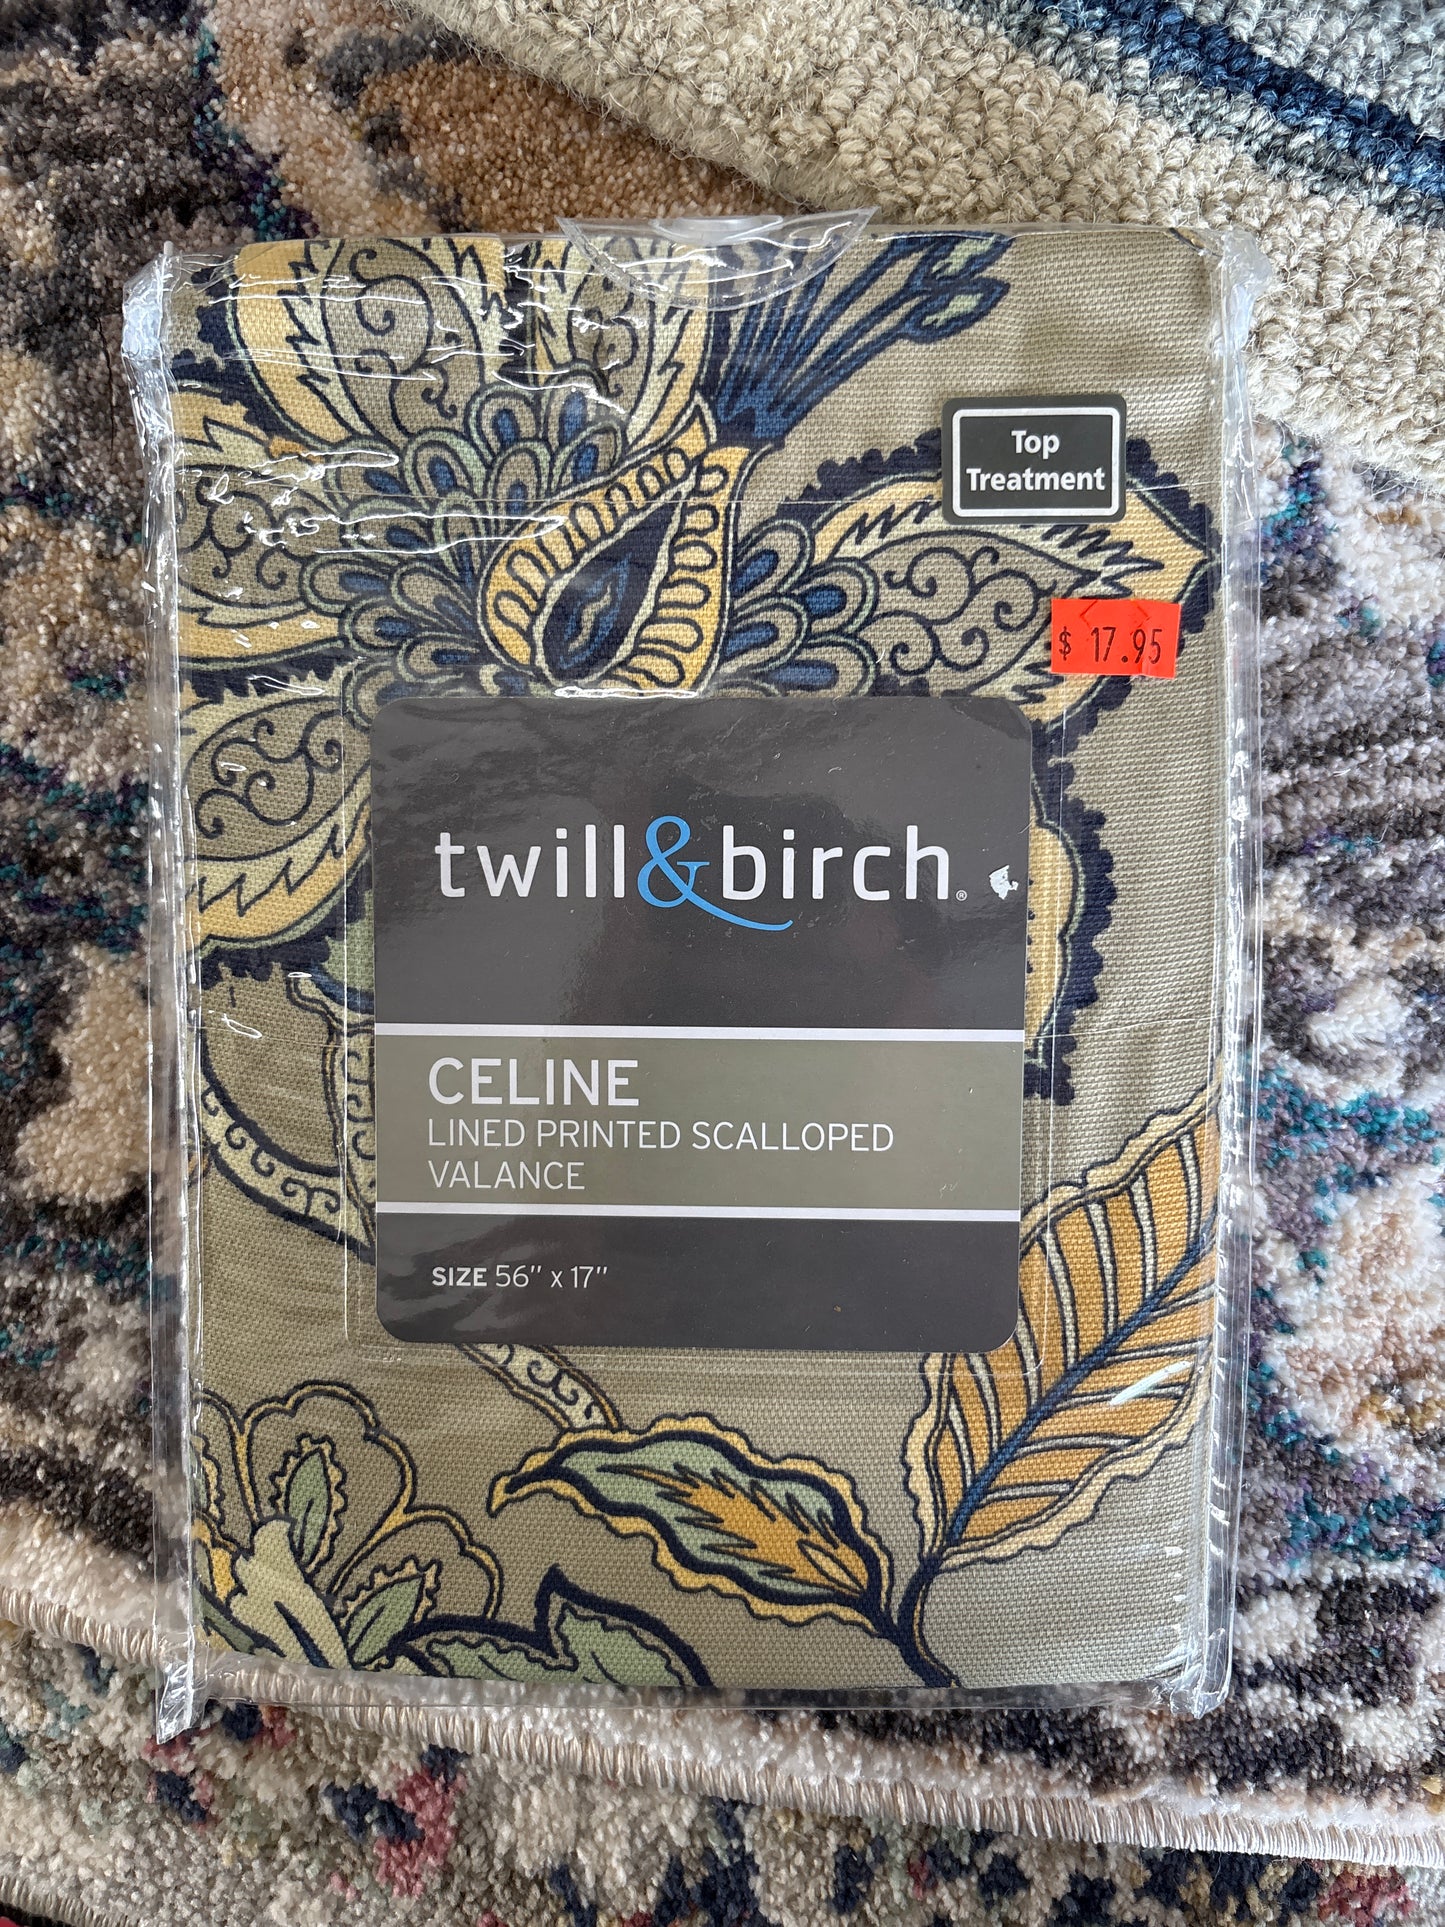 Top
Treatment
$ 17.95
twill&birch®
CELINE
LINED PRINTED SCALLOPED
VALANCE
SIZE 56" x 17"